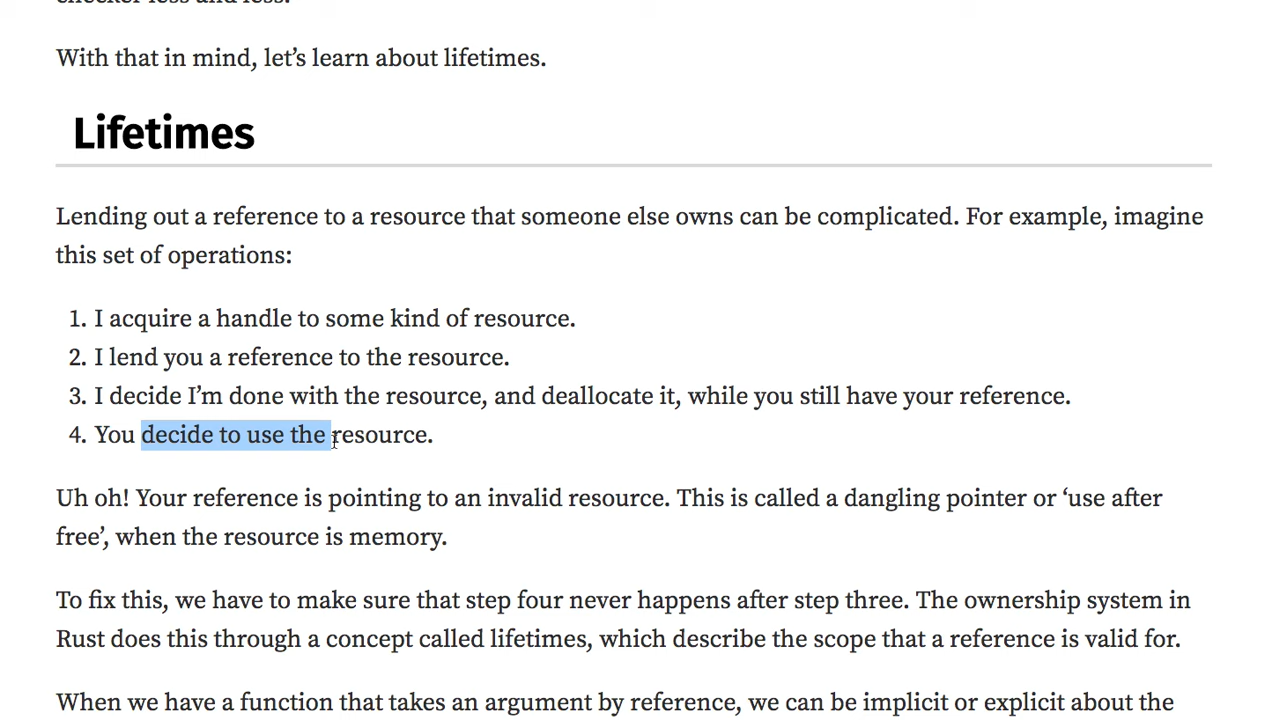 checker less and less.
With that in mind, let’s learn about lifetimes.
Lifetimes
Lending out a reference to a resource that someone else owns can be complicated. For example, imagine
this set of operations:
1. I acquire a handle to some kind of resource.
2. I lend you a reference to the resource.
3. I decide I’m done with the resource, and deallocate it, while you still have your reference.
4. You decide to use the resource.
Uh oh! Your reference is pointing to an invalid resource. This is called a dangling pointer or ‘use after
free’, when the resource is memory.
To fix this, we have to make sure that step four never happens after step three. The ownership system in
Rust does this through a concept called lifetimes, which describe the scope that a reference is valid for.
When we have a function that takes an argument by reference, we can be implicit or explicit about the